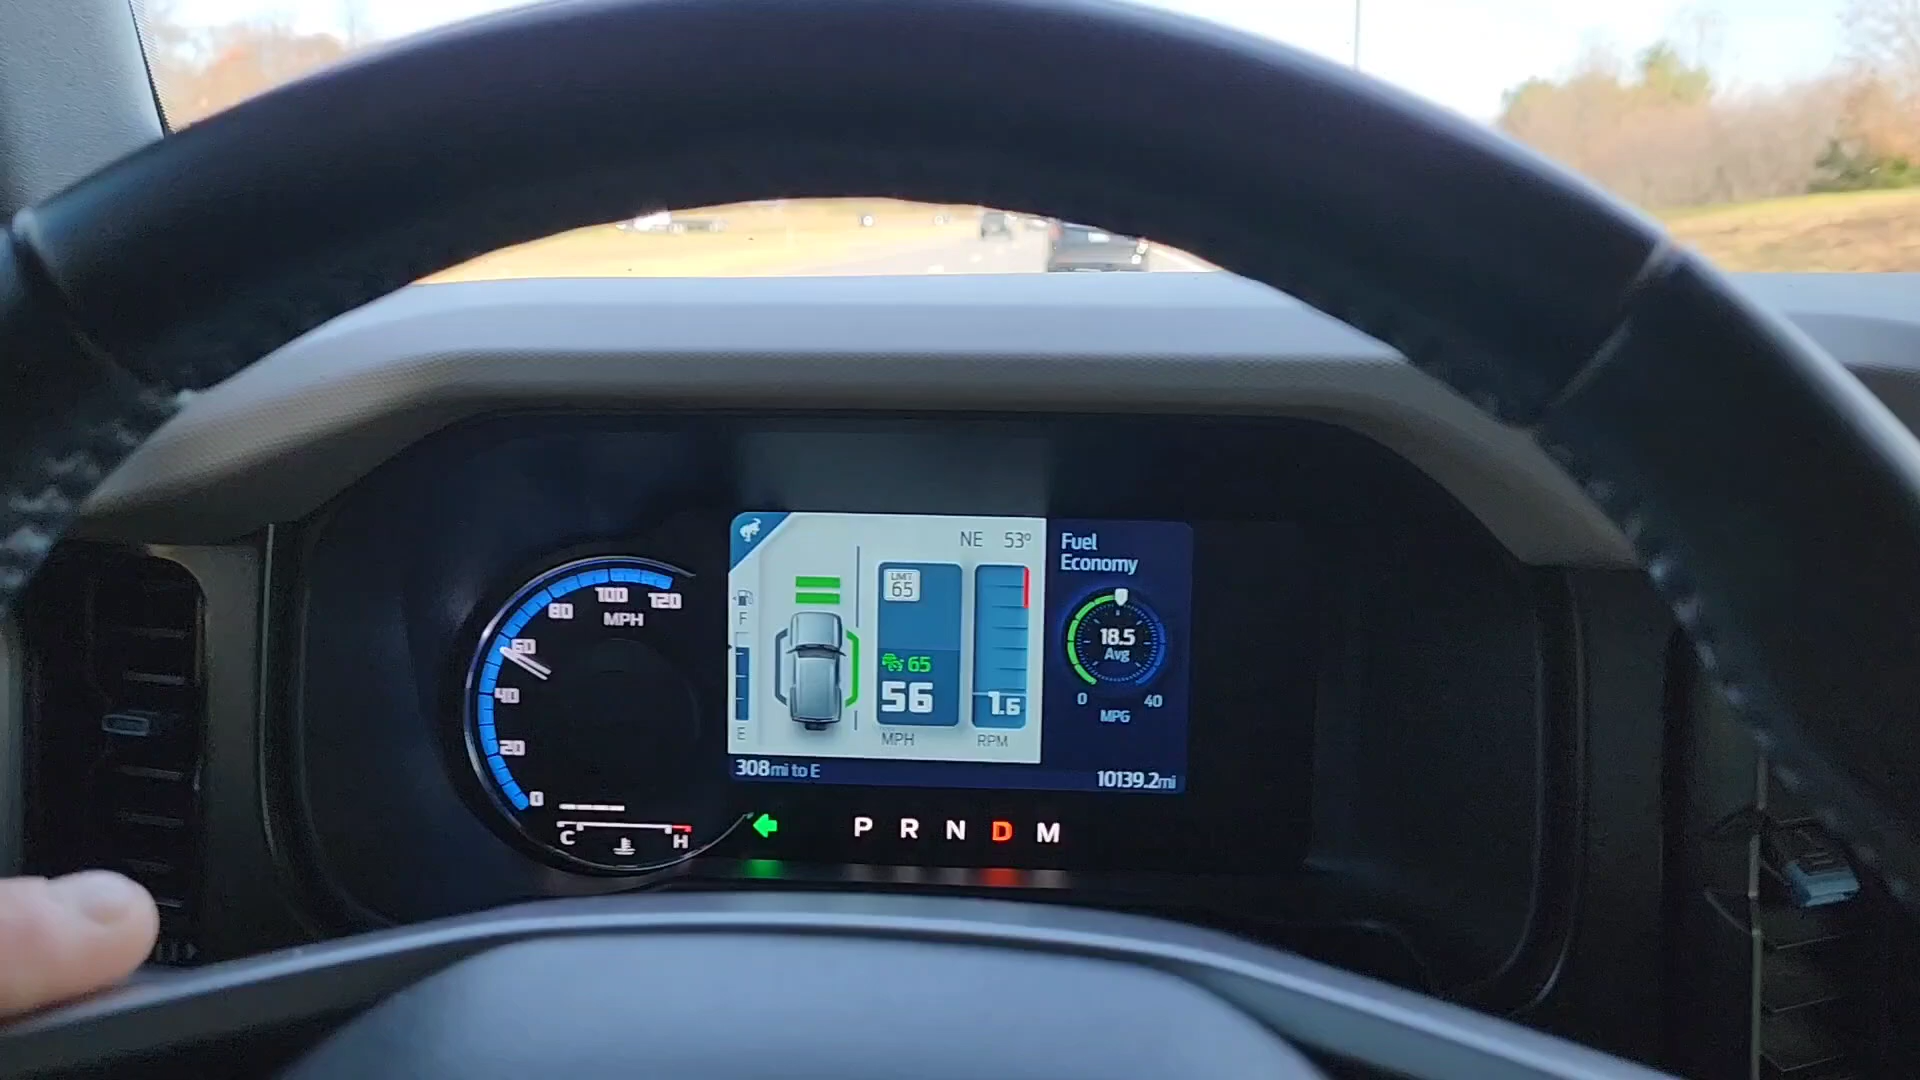 NE 53°
Fuel
Economy
LIMIT
65
F
65
56
1.6
E
MPH
RPM
18.5
Avg
0 40
MPG
308mi to E
10139.2mi
100
120
80
MPH
60
40
20
0
C H
P R N D M